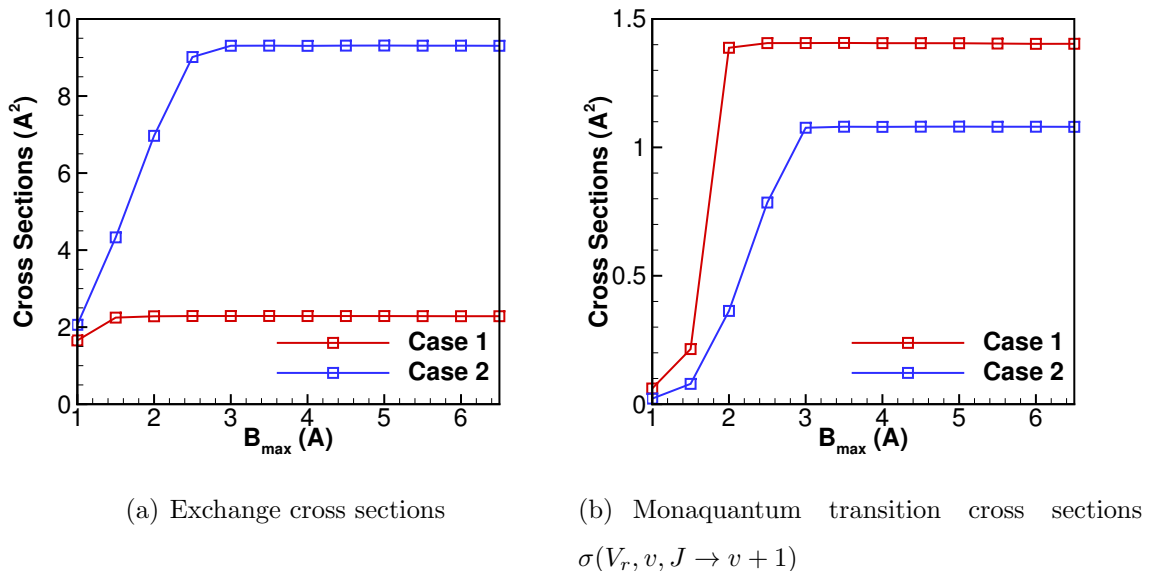 10
8
6
4
2
0
Cross Sections (A²)
1 2 3 4 5 6
B_max (A)
Case 1
Case 2
(a) Exchange cross sections
1.5
1
0.5
0
Cross Sections (A²)
1 2 3 4 5 6
B_max (A)
Case 1
Case 2
(b) Monaquantum transition cross sections
σ(V_r, v, J → v + 1)